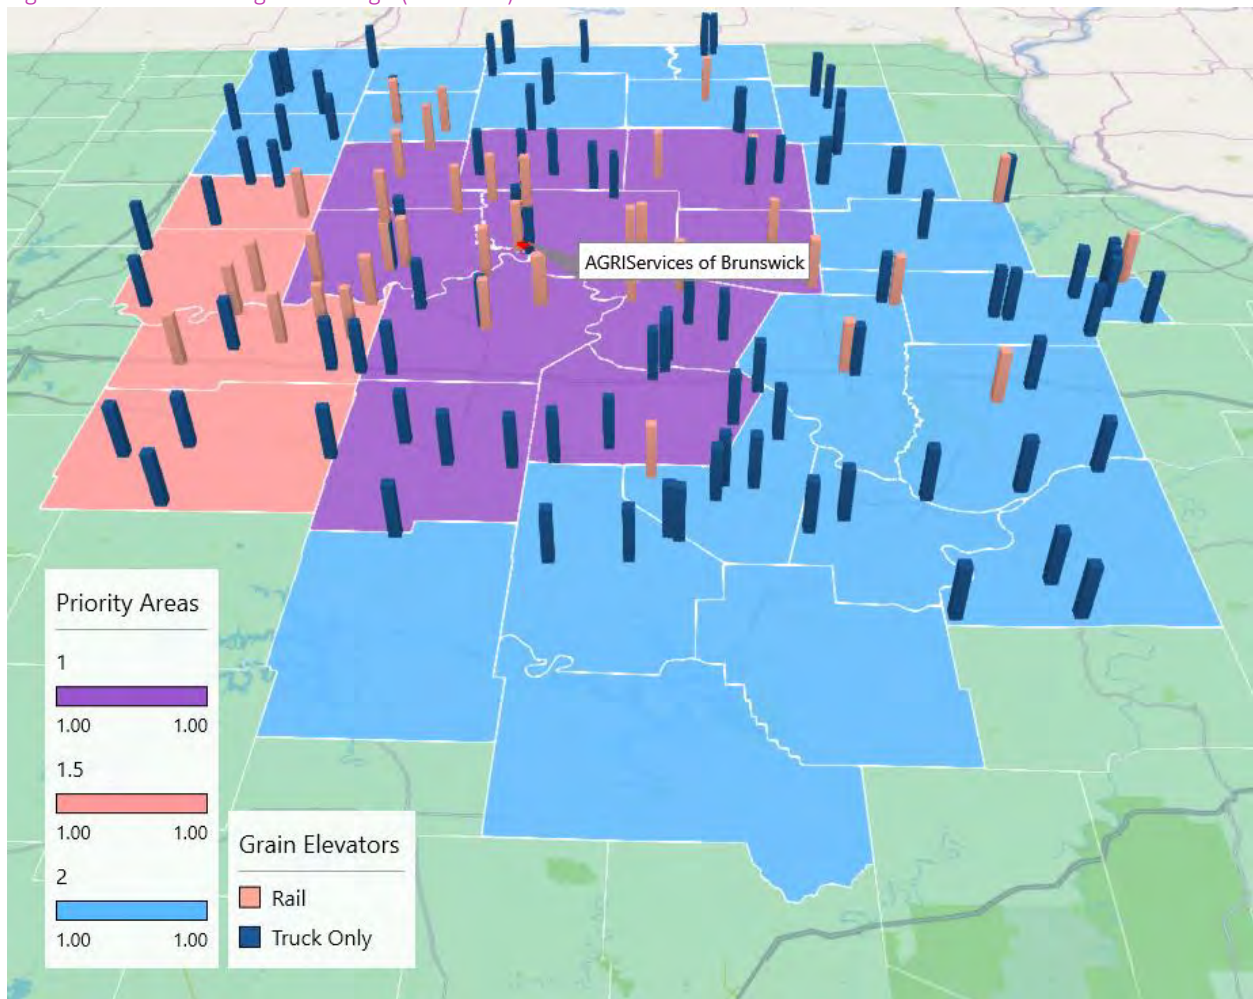 AGRIServices of Brunswick
Priority Areas
1
1.00 1.00
1.5
1.00 1.00
2
1.00 1.00
Grain Elevators
Rail
Truck Only